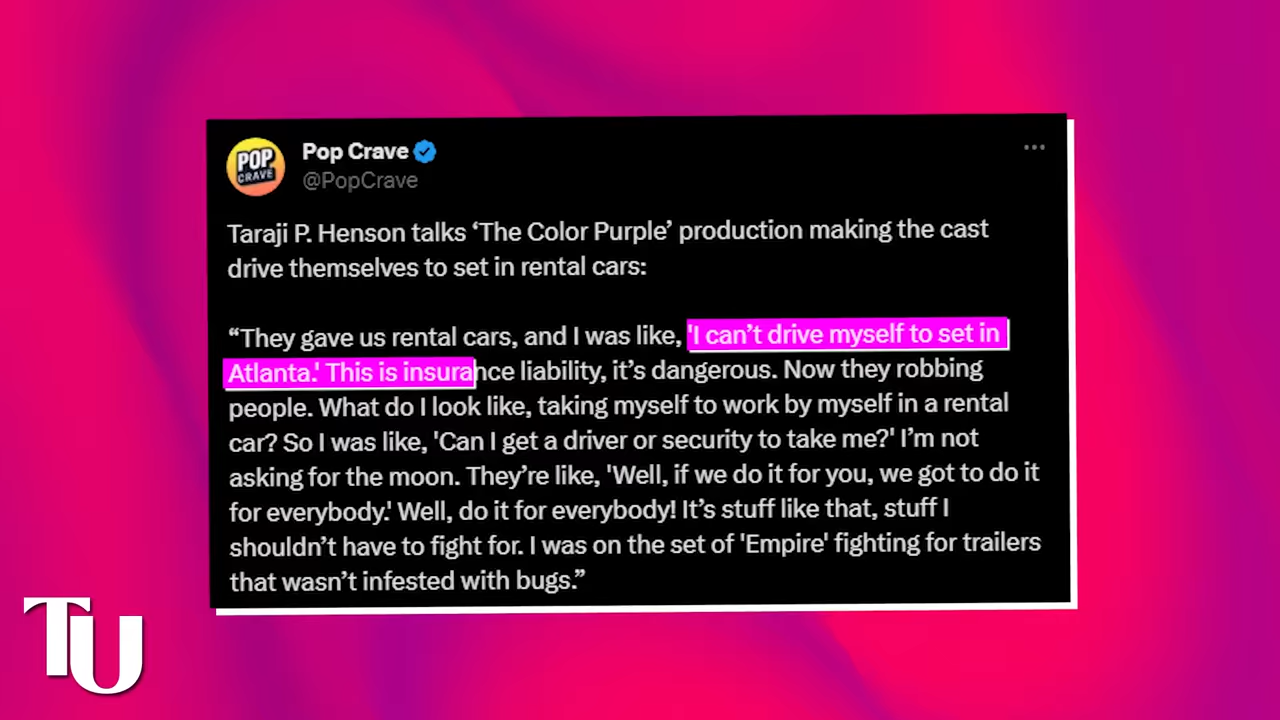 POP
CRAVE
Pop Crave
@PopCrave
Taraji P. Henson talks ‘The Color Purple’ production making the cast
drive themselves to set in rental cars:
“They gave us rental cars, and I was like, 'I can’t drive myself to set in
Atlanta.' This is insurance liability, it’s dangerous. Now they robbing
people. What do I look like, taking myself to work by myself in a rental
car? So I was like, 'Can I get a driver or security to take me?' I’m not
asking for the moon. They’re like, 'Well, if we do it for you, we got to do it
for everybody.' Well, do it for everybody! It’s stuff like that, stuff I
shouldn’t have to fight for. I was on the set of 'Empire' fighting for trailers
that wasn’t infested with bugs.”
TU